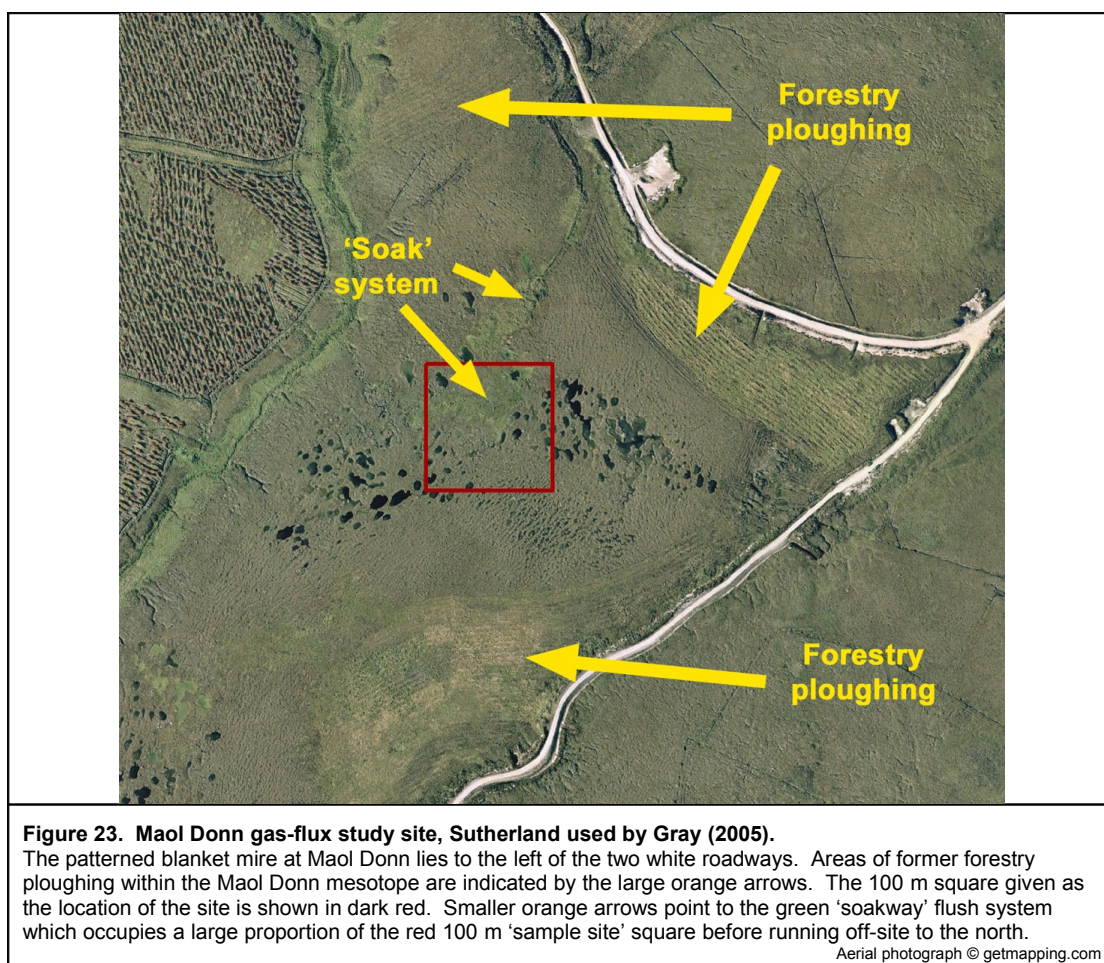 Forestry
ploughing
‘Soak’
system
Forestry
ploughing
Figure 23. Maol Donn gas-flux study site, Sutherland used by Gray (2005).
The patterned blanket mire at Maol Donn lies to the left of the two white roadways. Areas of former forestry
ploughing within the Maol Donn mesotope are indicated by the large orange arrows. The 100 m square given as
the location of the site is shown in dark red. Smaller orange arrows point to the green ‘soakway’ flush system
which occupies a large proportion of the red 100 m ‘sample site’ square before running off-site to the north.
Aerial photograph © getmapping.com